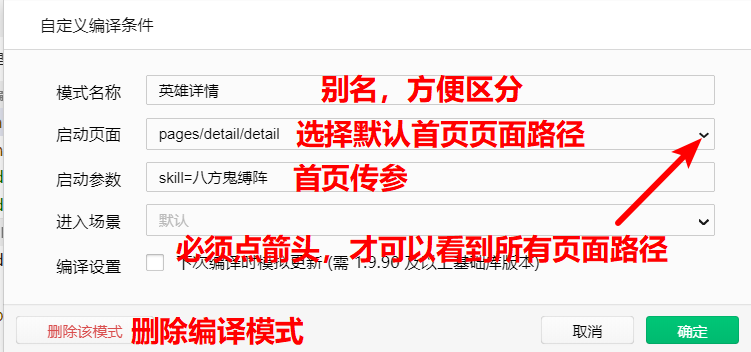 自定义编译条件
模式名称 英雄详情 别名，方便区分
启动页面 pages/detail/detail 选择默认首页页面路径
启动参数 skill=八方鬼缚阵 首页传参
进入场景 默认
必须点箭头，才可以看到所有页面路径
编译设置 下次编译时模拟更新 (需 1.9.90 及以上基础库版本)
删除该模式 删除编译模式 取消 确定